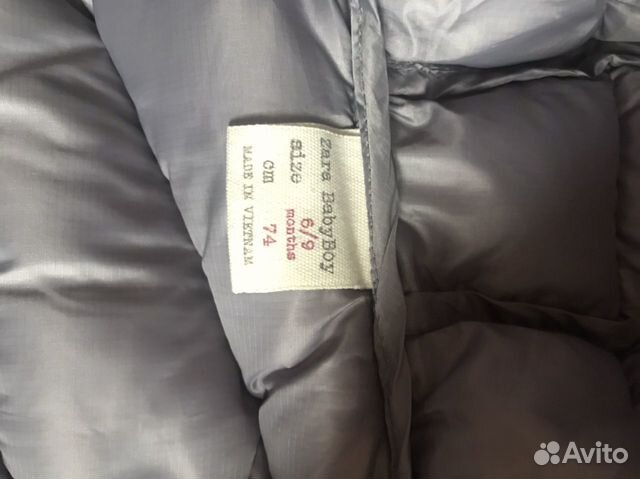 Zara BabyBoy
size 6/9 months
cm 74
MADE IN VIETNAM
Avito